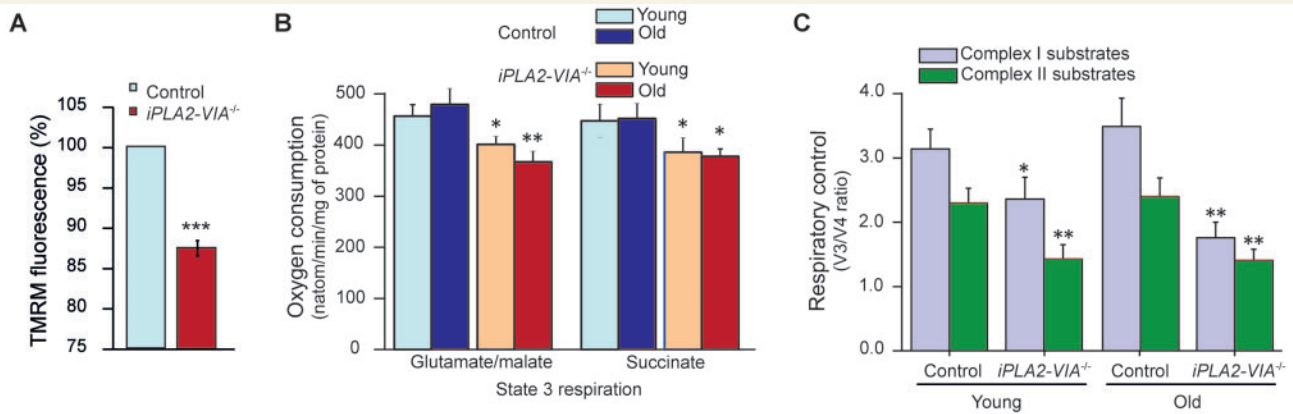 A
Control
iPLA2-VIA-/-
TMRM fluorescence (%)
105
100
95
90
85
80
75
***
B
Control
Young
Old
iPLA2-VIA-/-
Young
Old
Oxygen consumption
(natom/min/mg of protein)
500
400
300
400
300
100
0
*
**
*
*
Glutamate/malate
Succinate
State 3 respiration
C
Complex I substrates
Complex II substrates
Respiratory control
(V3/V4 ratio)
4.0
3.0
2.0
1.0
0
*
**
**
**
Control
iPLA2-VIA-/-
Control
iPLA2-VIA-/-
Young
Old